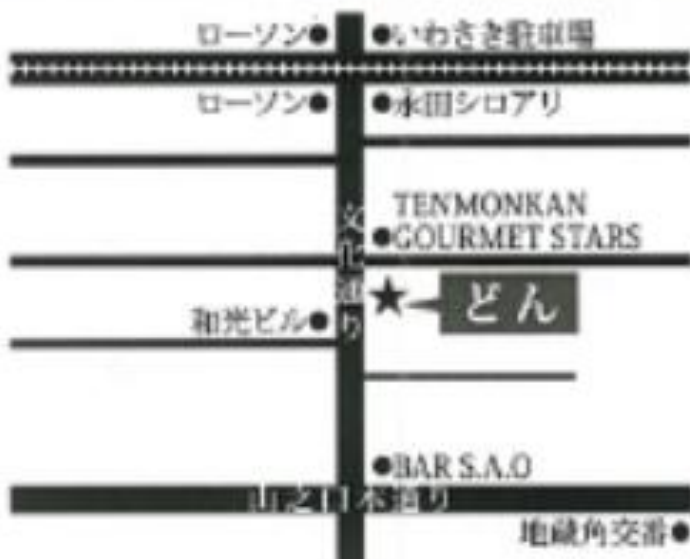 ローソン
いわさき駐車場
ローソン
永田シロアリ
TENMONKAN
GOURMET STARS
文化通り
どん
和光ビル
BAR S.A.O
山之口本通り
地蔵角交番